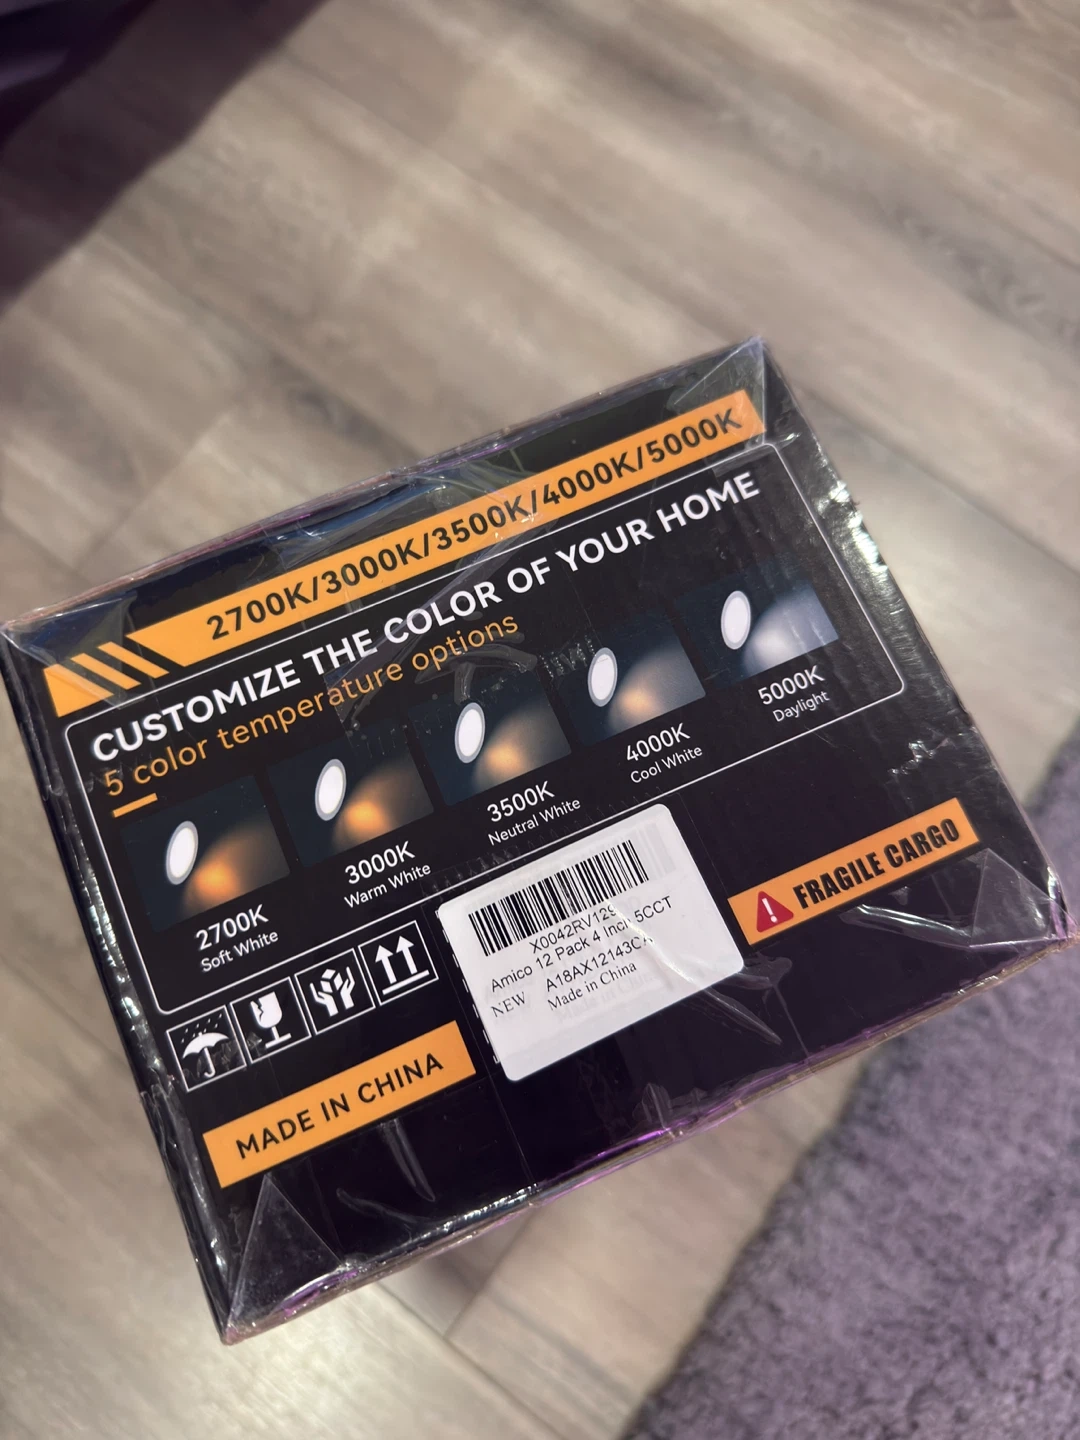 2700K/3000K/3500K/4000K/5000K
CUSTOMIZE THE COLOR OF YOUR HOME
5 color temperature options
2700K
Soft White
3000K
Warm White
3500K
Neutral White
4000K
Cool White
5000K
Daylight
FRAGILE CARGO
X0042RV129
Amico 12 Pack 4 Inch 5CCT
NEW A18AX12143CA
Made in China
MADE IN CHINA